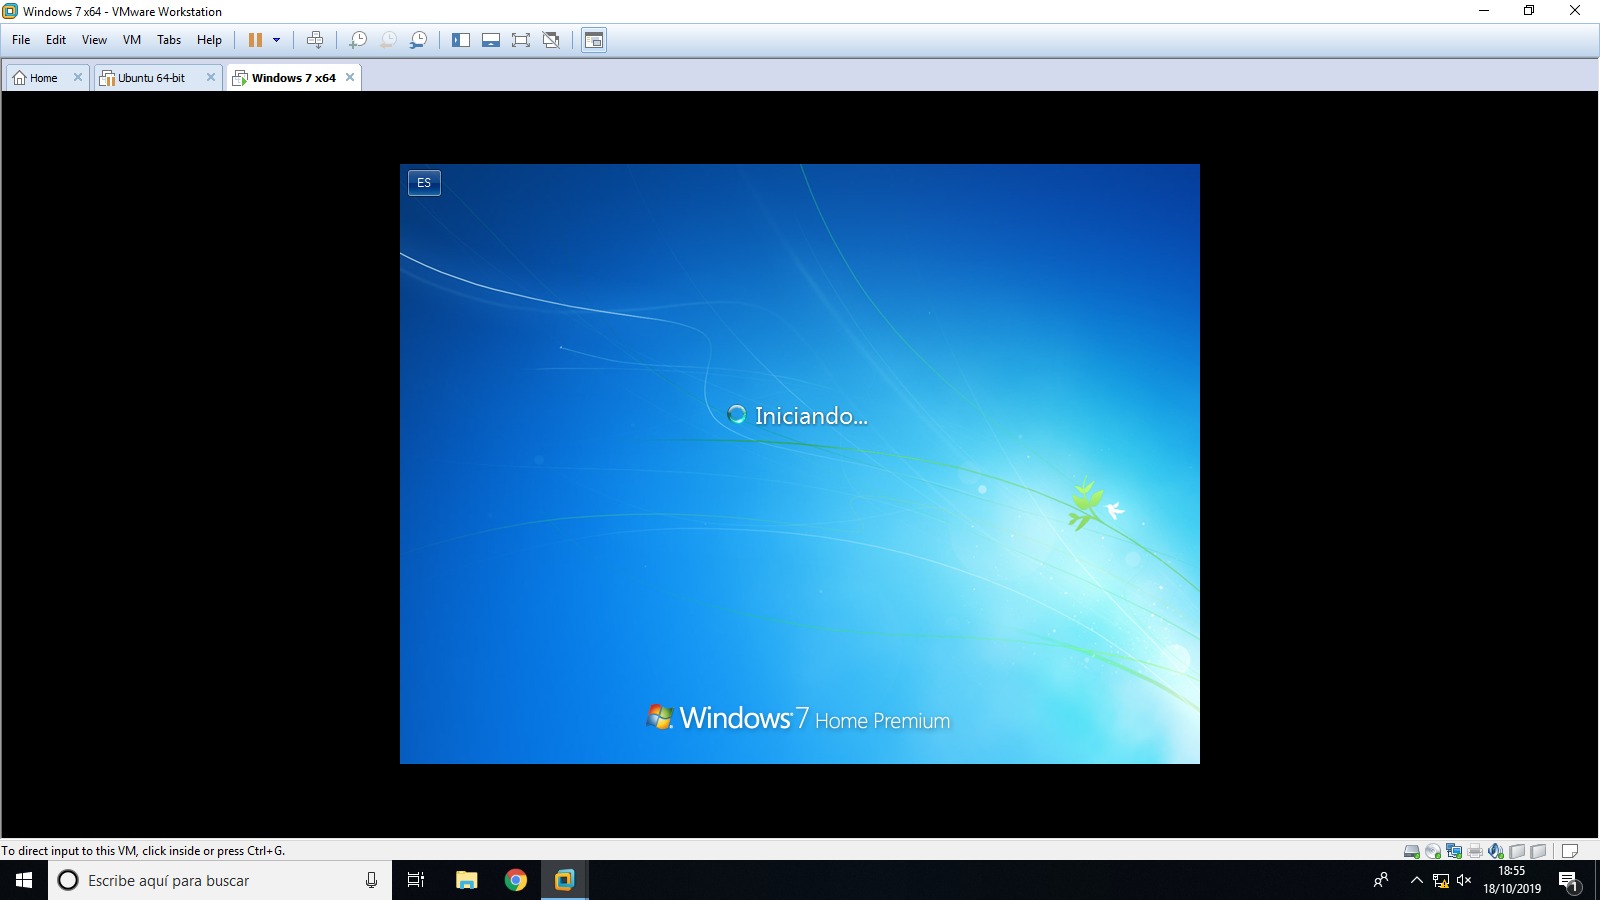 Windows 7 x64 - VMware Workstation
File Edit View VM Tabs Help
Home Ubuntu 64-bit Windows 7 x64
ES
Iniciando...
Windows 7 Home Premium
To direct input to this VM, click inside or press Ctrl+G.
Escribe aquí para buscar
18:55
18/10/2019
1